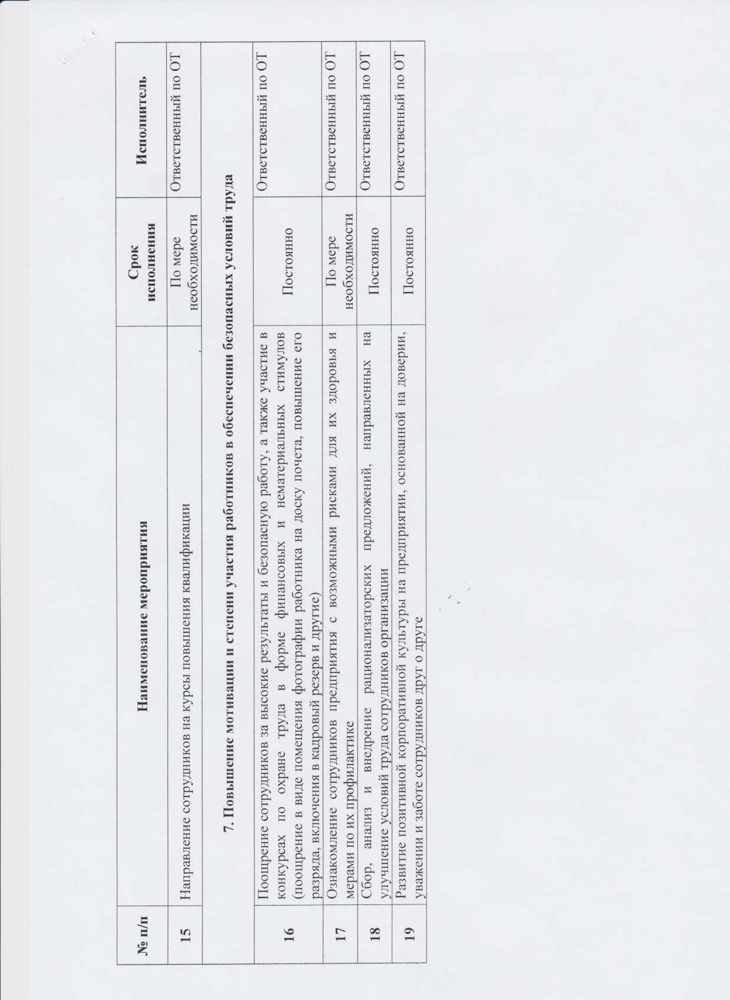 № п/п
Наименование мероприятия
Срок
исполнения
Исполнитель
15
Направление сотрудников на курсы повышения квалификации
По мере
необходимости
Ответственный по ОТ
7. Повышение мотивации и степени участия работников в обеспечении безопасных условий труда
16
Поощрение сотрудников за высокие результаты и безопасную работу, а также участие в
конкурсах по охране труда в форме финансовых и нематериальных стимулов
(поощрение в виде помещения фотографии работника на доску почета, повышение его
разряда, включения в кадровый резерв и другие)
Постоянно
Ответственный по ОТ
17
Ознакомление сотрудников предприятия с возможными рисками для их здоровья и
мерами по их профилактике
По мере
необходимости
Ответственный по ОТ
18
Сбор, анализ и внедрение рационализаторских предложений, направленных на
улучшение условий труда сотрудников организации
Постоянно
Ответственный по ОТ
19
Развитие позитивной корпоративной культуры на предприятии, основанной на доверии,
уважении и заботе сотрудников друг о друге
Постоянно
Ответственный по ОТ